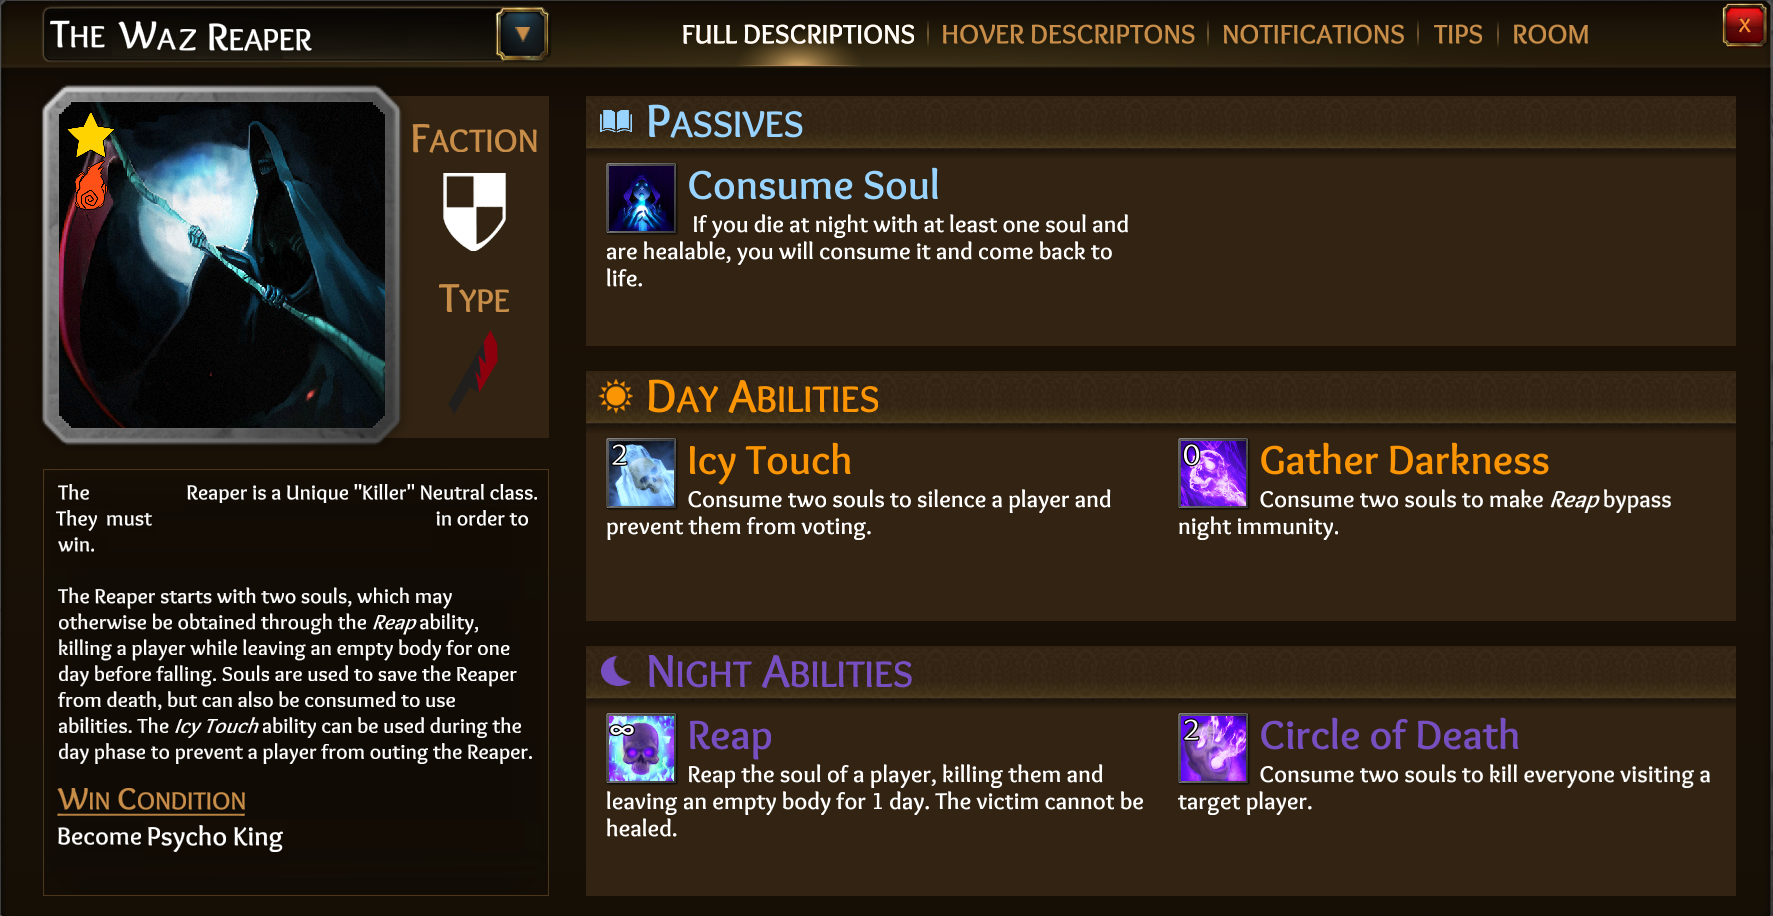 The Waz Reaper
FULL DESCRIPTIONS
HOVER DESCRIPTONS
NOTIFICATIONS
TIPS
ROOM
X
Faction
Type
The Reaper is a Unique "Killer" Neutral class.
They must in order to
win.
The Reaper starts with two souls, which may
otherwise be obtained through the Reap ability,
killing a player while leaving an empty body for one
day before falling. Souls are used to save the Reaper
from death, but can also be consumed to use
abilities. The Icy Touch ability can be used during the
day phase to prevent a player from outing the Reaper.
Win Condition
Become Psycho King
Passives
Consume Soul
If you die at night with at least one soul and
are healable, you will consume it and come back to
life.
Day Abilities
2
Icy Touch
Consume two souls to silence a player and
prevent them from voting.
0
Gather Darkness
Consume two souls to make Reap bypass
night immunity.
Night Abilities
∞
Reap
Reap the soul of a player, killing them and
leaving an empty body for 1 day. The victim cannot be
healed.
2
Circle of Death
Consume two souls to kill everyone visiting a
target player.